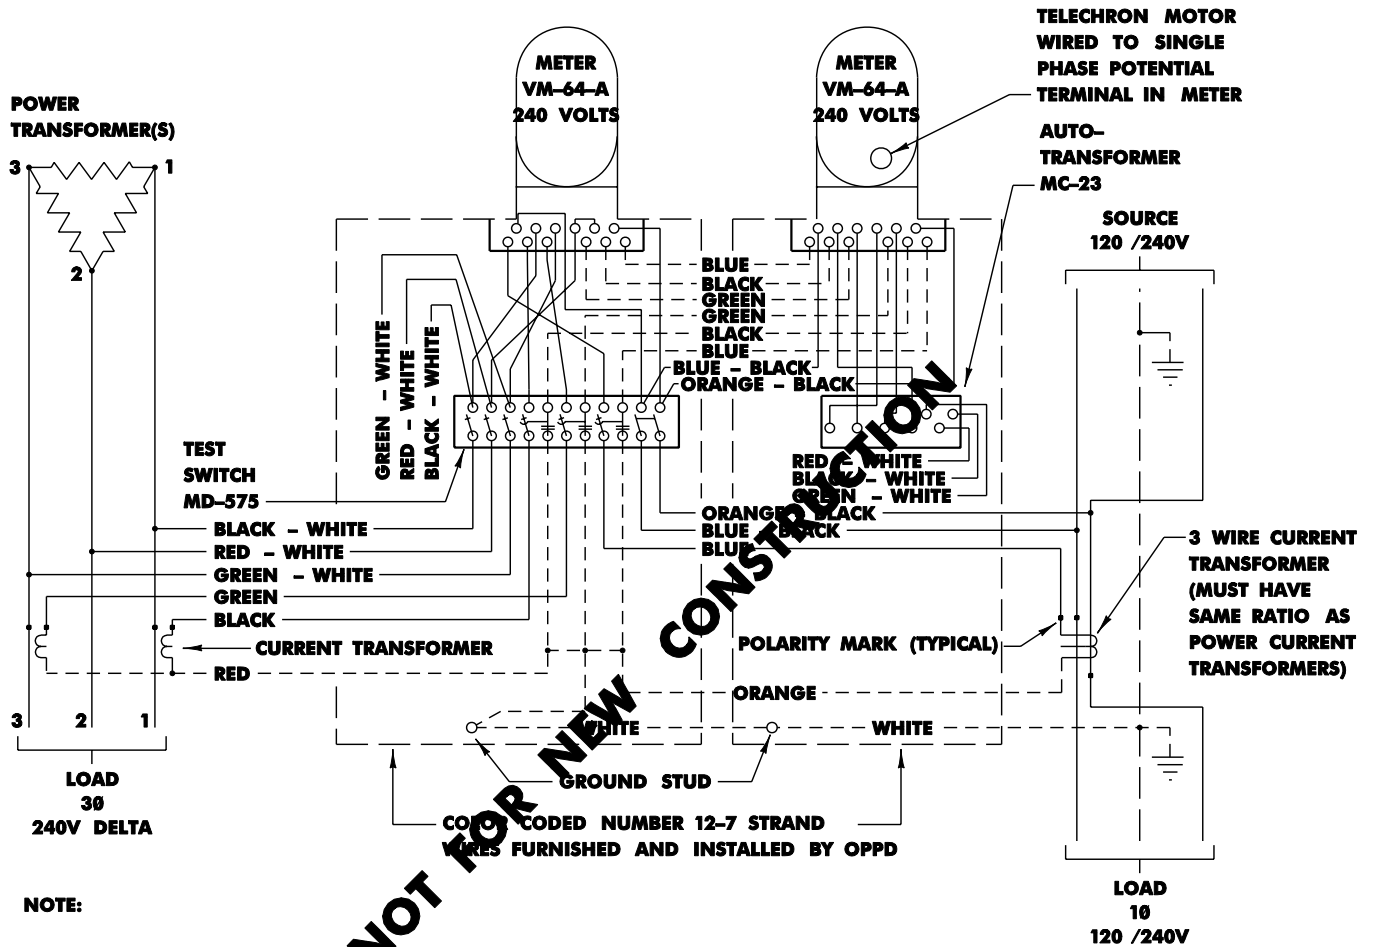 TELECHRON MOTOR
WIRED TO SINGLE
PHASE POTENTIAL
TERMINAL IN METER
METER
VM–64–A
240 VOLTS
METER
VM–64–A
240 VOLTS
POWER
TRANSFORMER(S)
3
1
2
AUTO–
TRANSFORMER
MC–23
SOURCE
120 /240V
BLUE
BLACK
GREEN
GREEN
BLACK
BLUE
BLUE – BLACK
ORANGE – BLACK
GREEN – WHITE
RED – WHITE
BLACK – WHITE
TEST
SWITCH
MD–575
RED – WHITE
BLACK – WHITE
GREEN – WHITE
BLACK – WHITE
RED – WHITE
GREEN – WHITE
GREEN
BLACK
CURRENT TRANSFORMER
RED
ORANGE – BLACK
BLUE – BLACK
BLUE
3 WIRE CURRENT
TRANSFORMER
(MUST HAVE
SAME RATIO AS
POWER CURRENT
TRANSFORMERS)
POLARITY MARK (TYPICAL)
ORANGE
WHITE
WHITE
GROUND STUD
3
2
1
LOAD
3Ø
240V DELTA
COLOR CODED NUMBER 12–7 STRAND
WIRES FURNISHED AND INSTALLED BY OPPD
NOT FOR NEW CONSTRUCTION
NOTE:
LOAD
1Ø
120 /240V